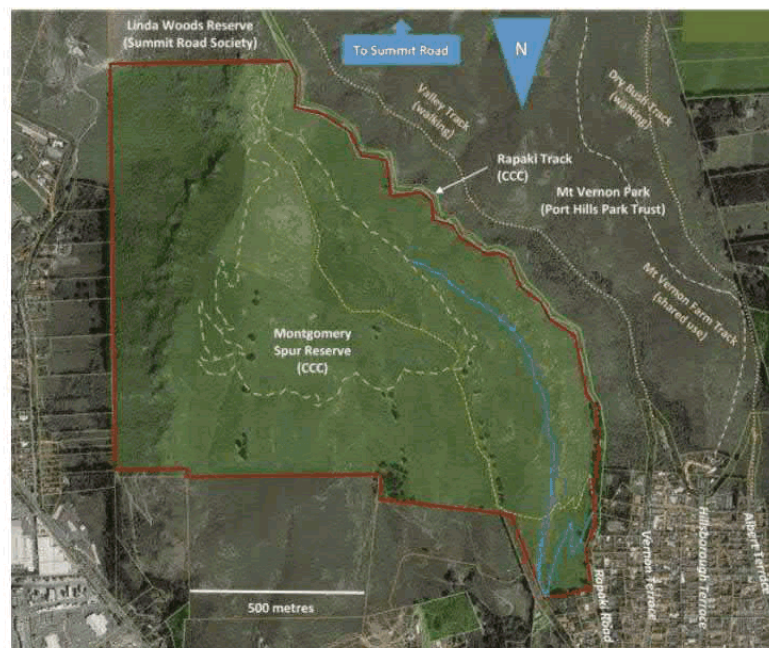 Linda Woods Reserve
(Summit Road Society)
To Summit Road
N
Valley Track
(walking)
Dry Bush Track
(walking)
Rapaki Track
(CCC)
Mt Vernon Park
(Port Hills Park Trust)
Mt Vernon Farm Track
(shared use)
Montgomery
Spur Reserve
(CCC)
500 metres
Rapaki Road
Vernon Terrace
Hillsborough Terrace
Albert Terrace